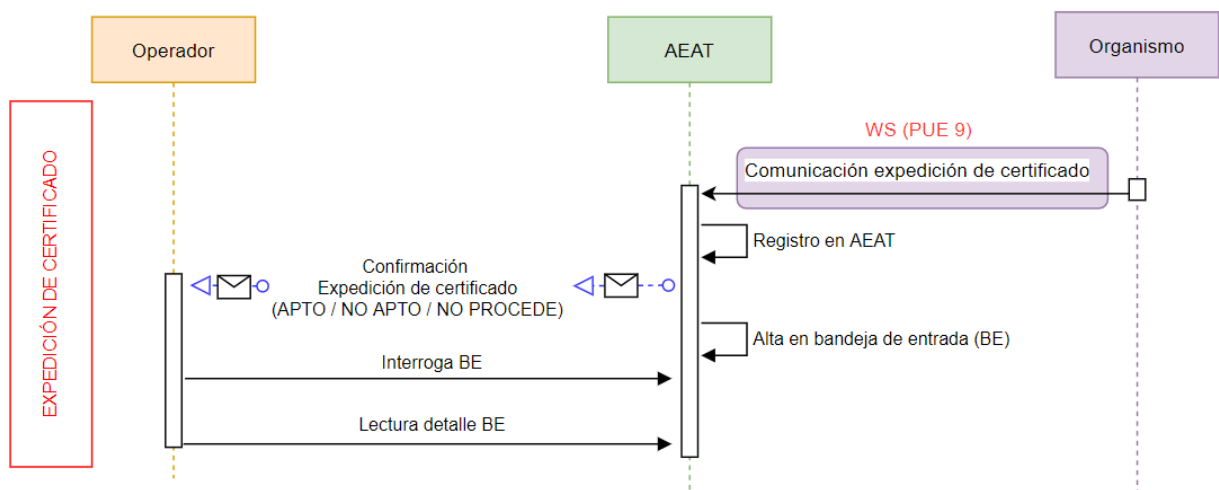 Operador
AEAT
Organismo
EXPEDICIÓN DE CERTIFICADO
WS (PUE 9)
Comunicación expedición de certificado
Registro en AEAT
Confirmación
Expedición de certificado
(APTO / NO APTO / NO PROCEDE)
Alta en bandeja de entrada (BE)
Interroga BE
Lectura detalle BE